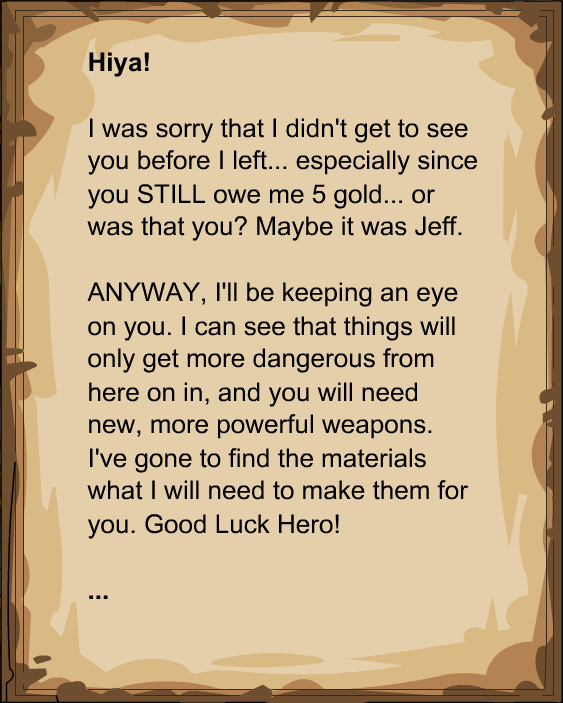 Hiya!
I was sorry that I didn't get to see
you before I left... especially since
you STILL owe me 5 gold... or
was that you? Maybe it was Jeff.
ANYWAY, I'll be keeping an eye
on you. I can see that things will
only get more dangerous from
here on in, and you will need
new, more powerful weapons.
I've gone to find the materials
what I will need to make them for
you. Good Luck Hero!
...